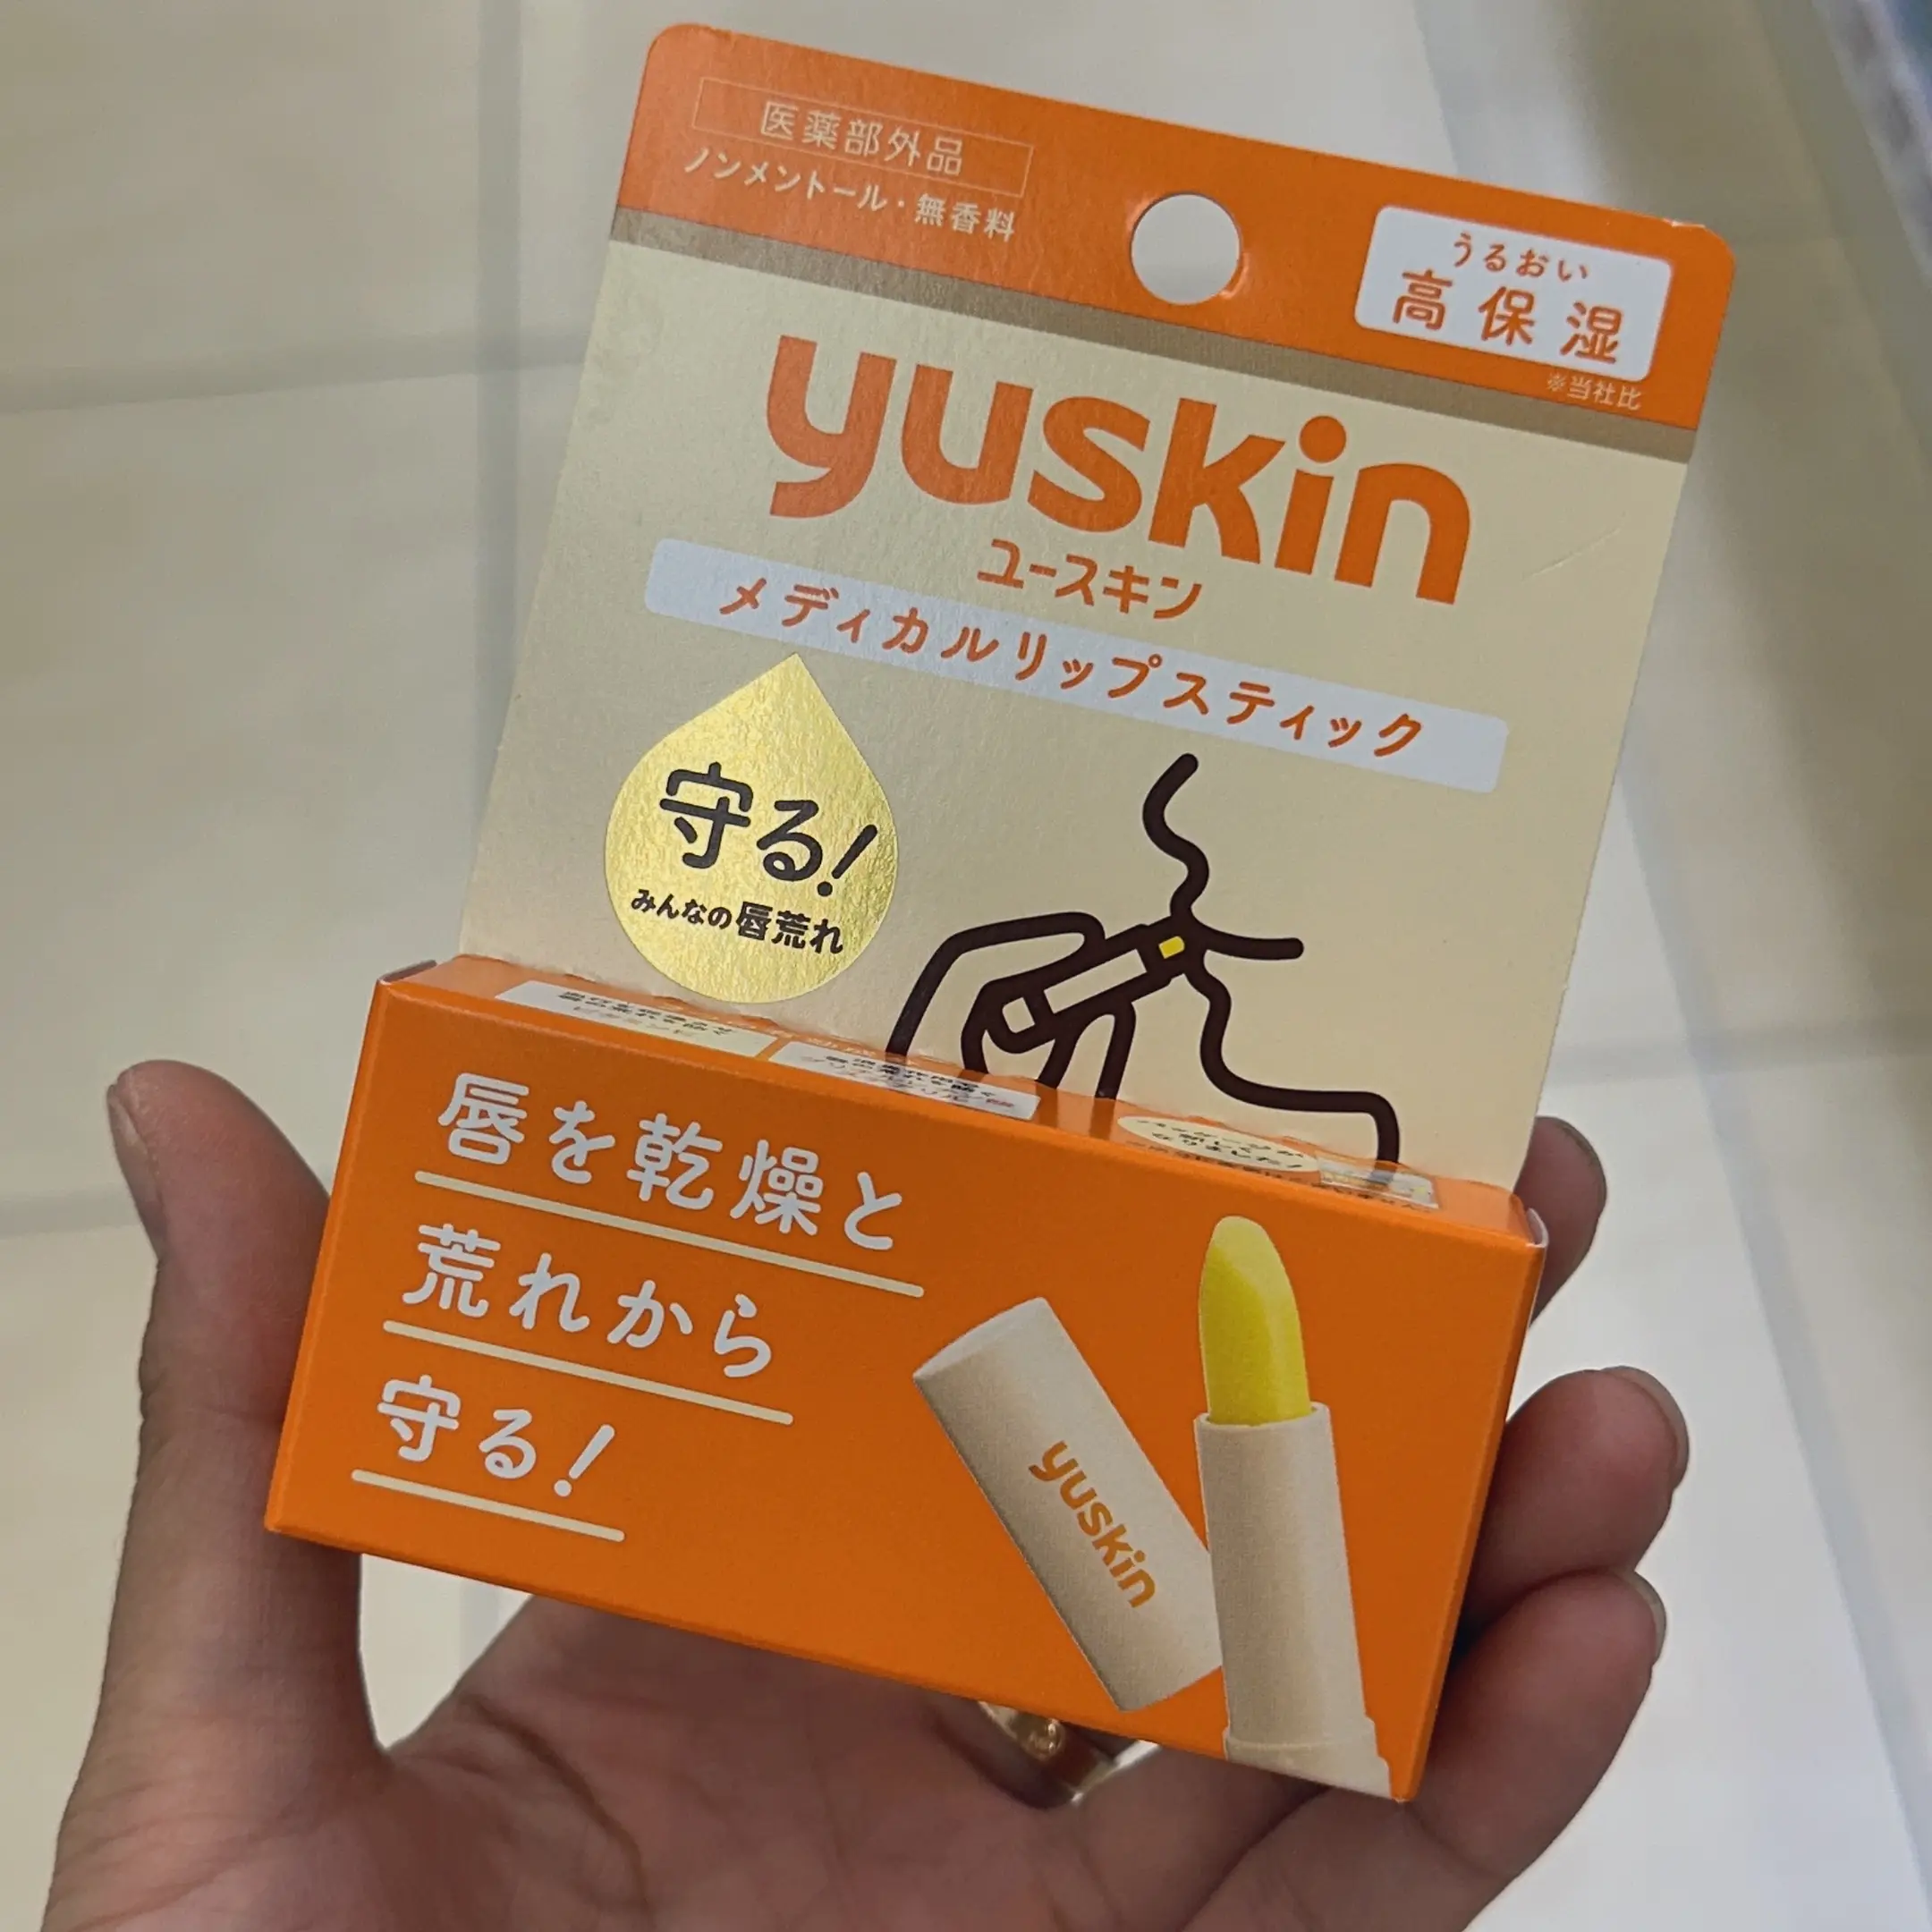 医薬部外品
ノンメントール・無香料
うるおい
高保湿
※当社比
yuskin
ユースキン
メディカルリップスティック
守る!
みんなの唇荒れ
唇を乾燥と
荒れから
守る!
yuskin